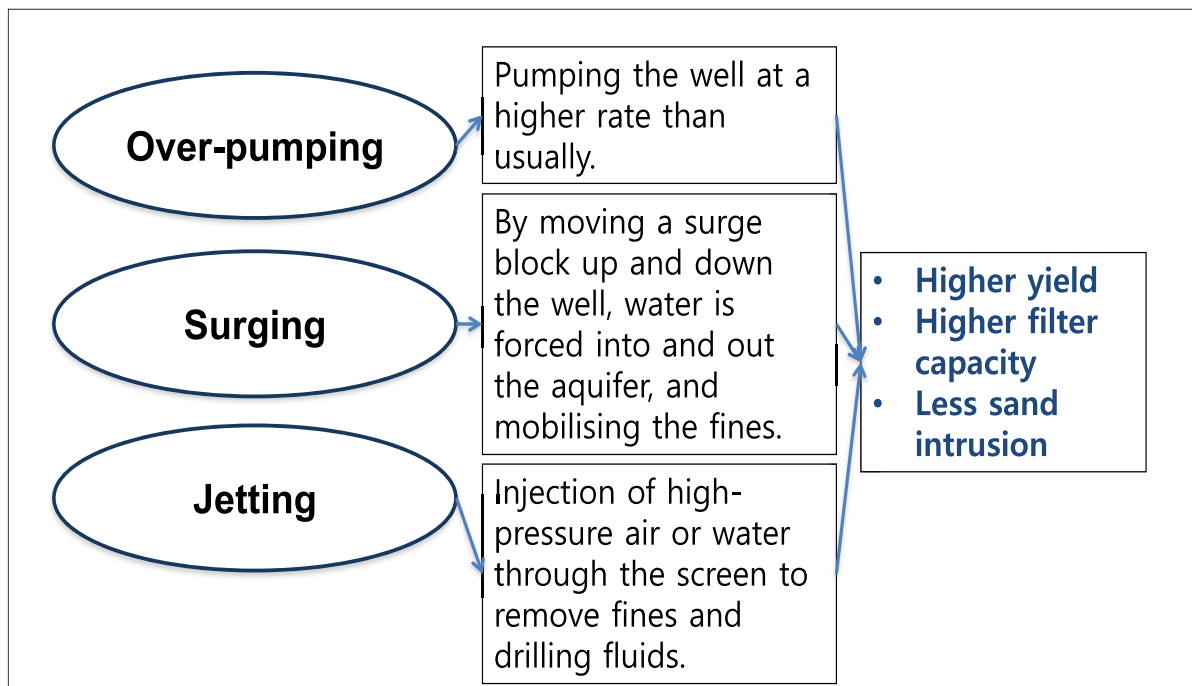 Over-pumping
Pumping the well at a
higher rate than
usually.
Surging
By moving a surge
block up and down
the well, water is
forced into and out
the aquifer, and
mobilising the fines.
Jetting
Injection of high-
pressure air or water
through the screen to
remove fines and
drilling fluids.
• Higher yield
• Higher filter
capacity
• Less sand
intrusion